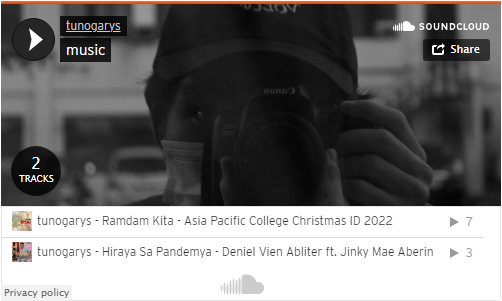 tunogarys
music
SOUNDCLOUD
Share
Canon
2
TRACKS
tunogarys - Ramdam Kita - Asia Pacific College Christmas ID 2022 7
tunogarys - Hiraya Sa Pandemya - Deniel Vien Abliter ft. Jinky Mae Aberin 3
Privacy policy